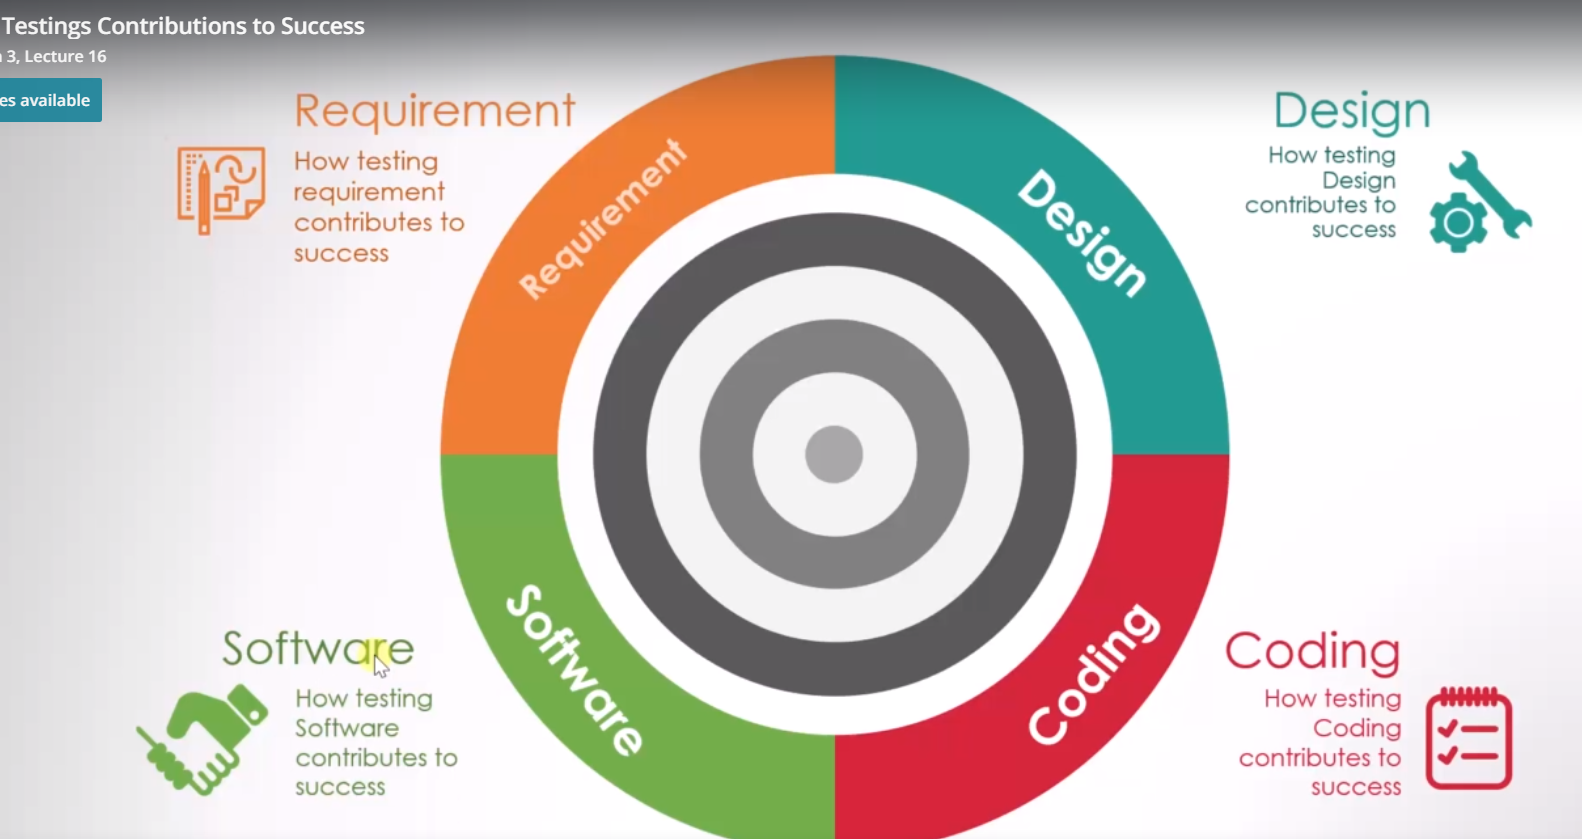 Testings Contributions to Success
3, Lecture 16
es available
Requirement
How testing
requirement
contributes to
success
Requirement
Design
Design
How testing
Design
contributes to
success
Software
How testing
Software
contributes to
success
Software
Coding
Coding
How testing
Coding
contributes to
success